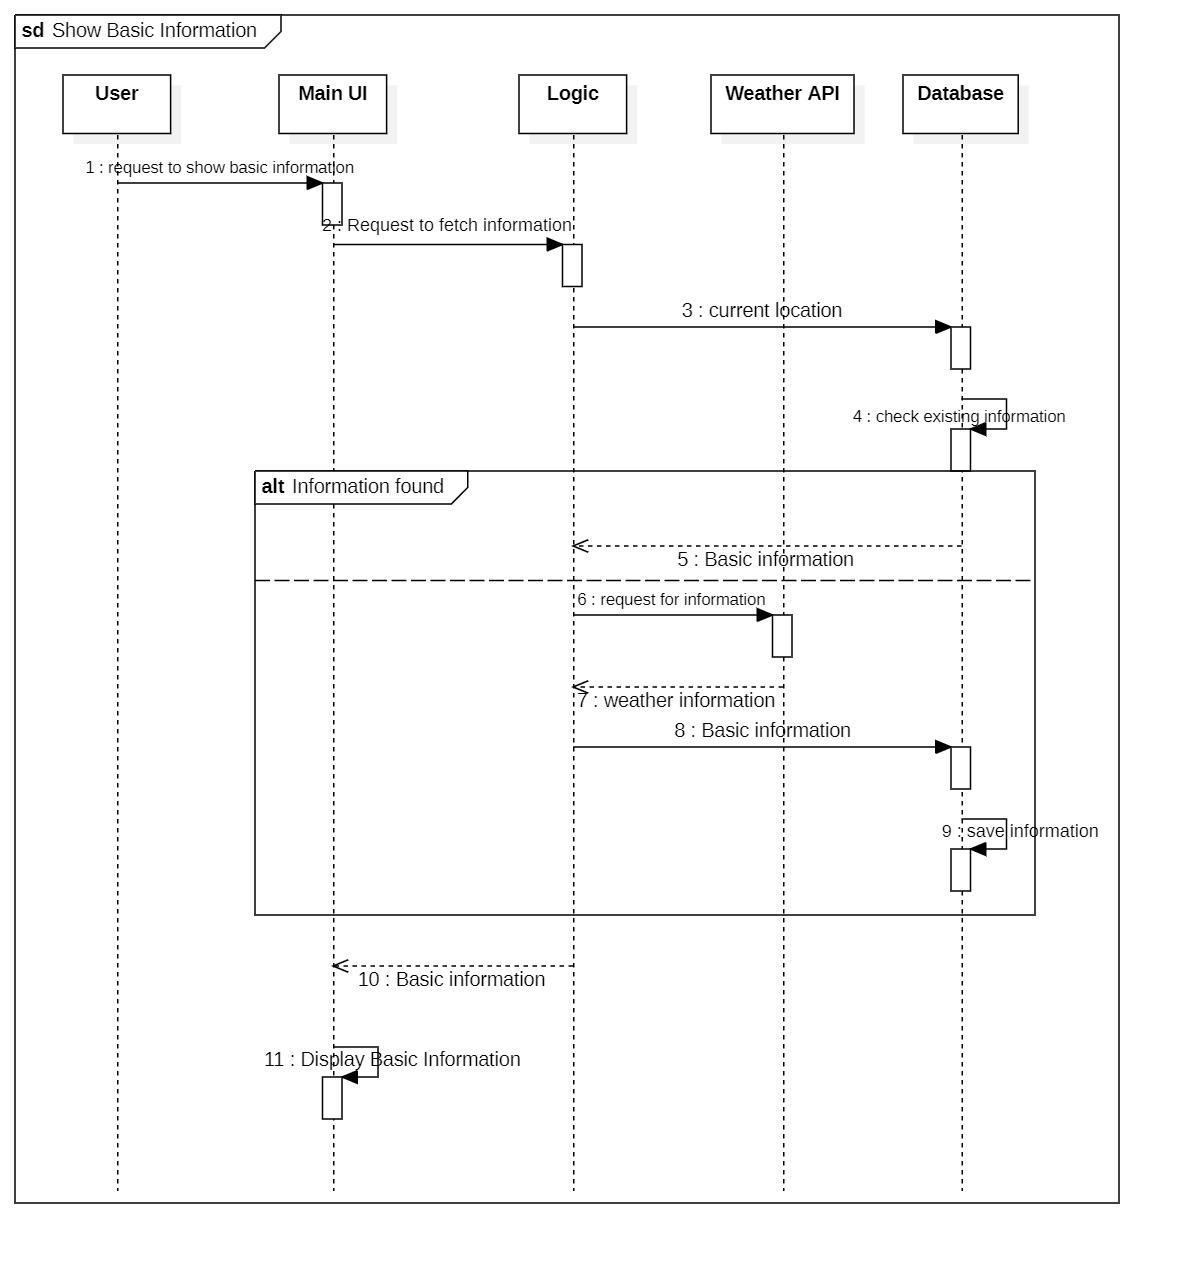 sd Show Basic Information
User
Main UI
Logic
Weather API
Database
1 : request to show basic information
2 : Request to fetch information
3 : current location
4 : check existing information
alt Information found
5 : Basic information
6 : request for information
7 : weather information
8 : Basic information
9 : save information
10 : Basic information
11 : Display Basic Information